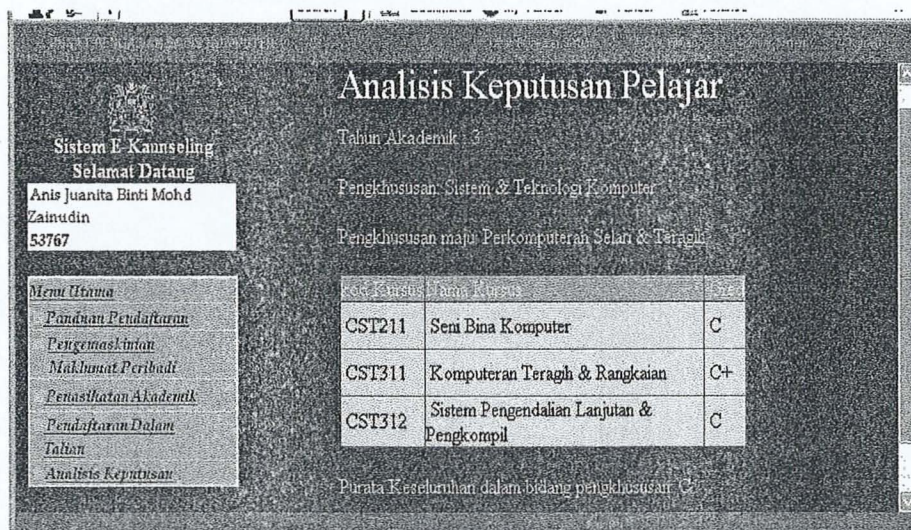 Analisis Keputusan Pelajar
Tahun Akademik : 3
Pengkhususan: Sistem & Teknologi Komputer
Pengkhususan maju: Perkomputeran Selari & Teragih
Sistem E-Kaunseling
Selamat Datang
Anis Juanita Binti Mohd
Zainudin
53767
Menu Utama
Panduan Pendaftaran
Pengemaskinian
Maklumat Peribadi
Penasihatan Akademik
Pendaftaran Dalam
Talian
Analisis Keputusan
Kod Kursus Nama Kursus Gred
CST211 Seni Bina Komputer C
CST311 Komputeran Teragih & Rangkaian C+
CST312 Sistem Pengendalian Lanjutan &
Pengkompil C
Purata Keseluruhan dalam bidang pengkhususan: C